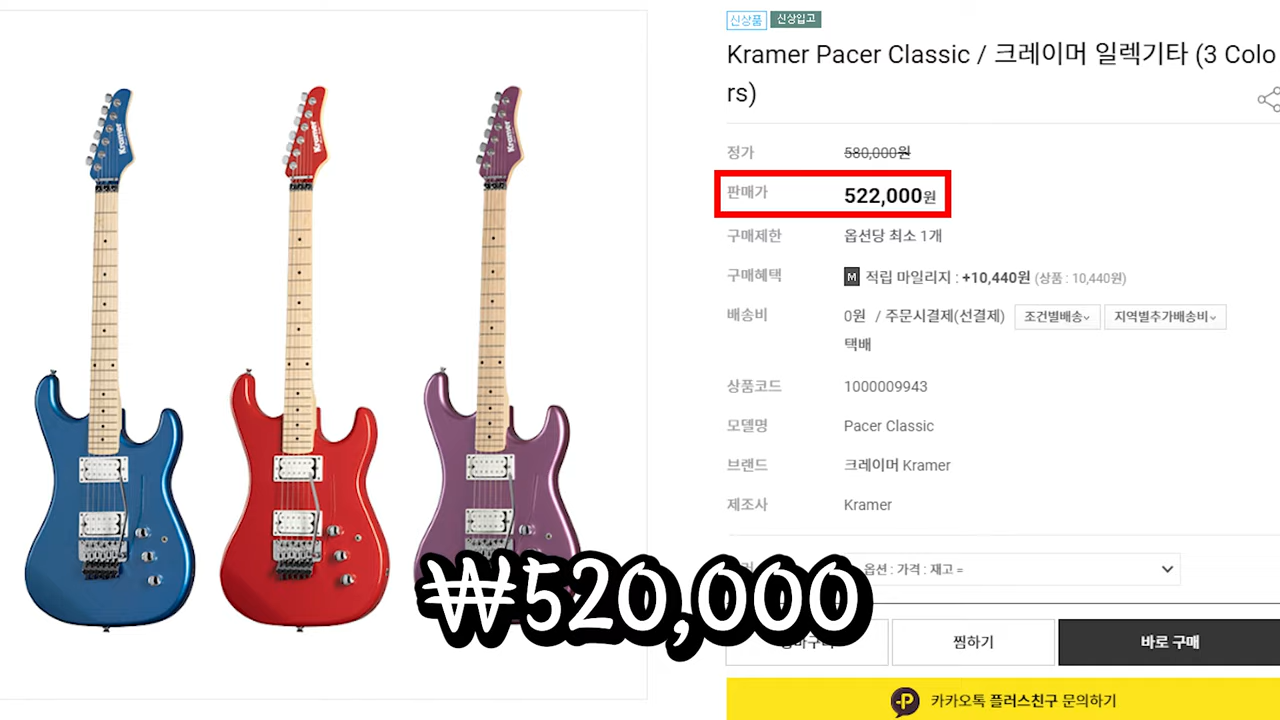 신상품 신상입고
Kramer Pacer Classic / 크레이머 일렉기타 (3 Colo
rs)
정가 580,000원
판매가 522,000원
구매제한 옵션당 최소 1개
구매혜택 M 적립 마일리지 : +10,440원 (상품 : 10,440원)
배송비 0원 / 주문시결제(선결제) 조건별배송 지역별추가배송비
택배
상품코드 1000009943
모델명 Pacer Classic
브랜드 크레이머 Kramer
제조사 Kramer
옵션 : 가격 : 재고 =
₩520,000
찜하기 바로 구매
카카오톡 플러스친구 문의하기
Kramer
Kramer
Kramer